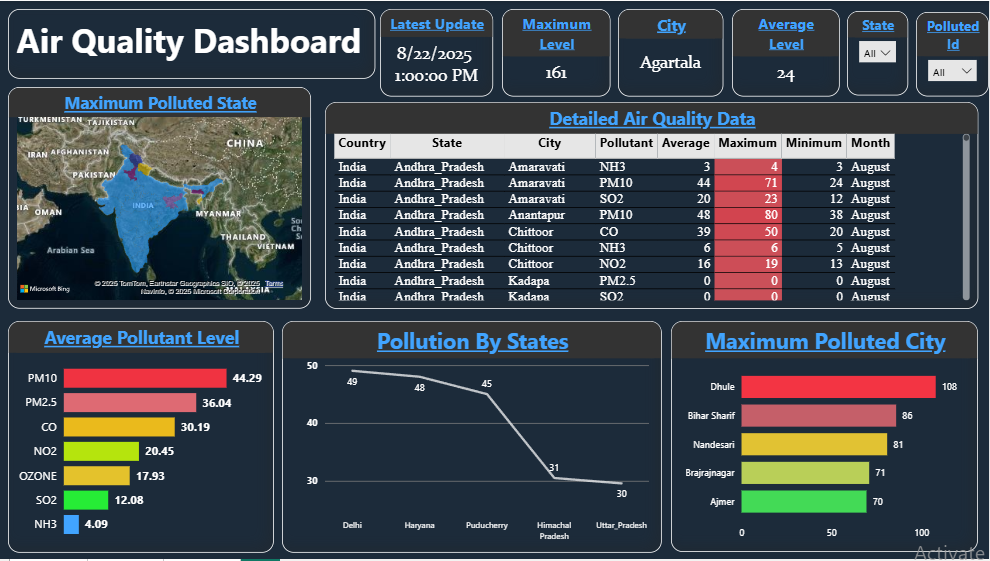 Air Quality Dashboard
Latest Update
8/22/2025
1:00:00 PM
Maximum
Level
161
City
Agartala
Average
Level
24
State
All
Polluted
Id
All
Maximum Polluted State
TURKMENISTAN TAJIKISTAN
CHINA
IRAN AFGHANISTAN
PAKISTAN
OMAN
INDIA
MYANMAR
Arabian Sea
THAILAND
VIETNAM
© 2025 TomTom, Earthstar Geographics SIO, © 2025 Terms
Microsoft Bing
Navinfo, © 2025 Microsoft Corporation
Detailed Air Quality Data
Country State City Pollutant Average Maximum Minimum Month
India Andhra_Pradesh Amaravati NH3 3 4 3 August
India Andhra_Pradesh Amaravati PM10 44 71 24 August
India Andhra_Pradesh Amaravati SO2 20 23 12 August
India Andhra_Pradesh Anantapur PM10 48 80 38 August
India Andhra_Pradesh Chittoor CO 39 50 20 August
India Andhra_Pradesh Chittoor NH3 6 6 5 August
India Andhra_Pradesh Chittoor NO2 16 19 13 August
India Andhra_Pradesh Kadapa PM2.5 0 0 0 August
India Andhra_Pradesh Kadapa SO2 0 0 0 August
Average Pollutant Level
PM10 44.29
PM2.5 36.04
CO 30.19
NO2 20.45
OZONE 17.93
SO2 12.08
NH3 4.09
Pollution By States
50
49
48
45
40
31
30
30
Delhi Haryana Puducherry Himachal Pradesh Uttar_Pradesh
Maximum Polluted City
Dhule 108
Bihar Sharif 86
Nandesari 81
Brajrajnagar 71
Ajmer 70
0 50 100
Activate